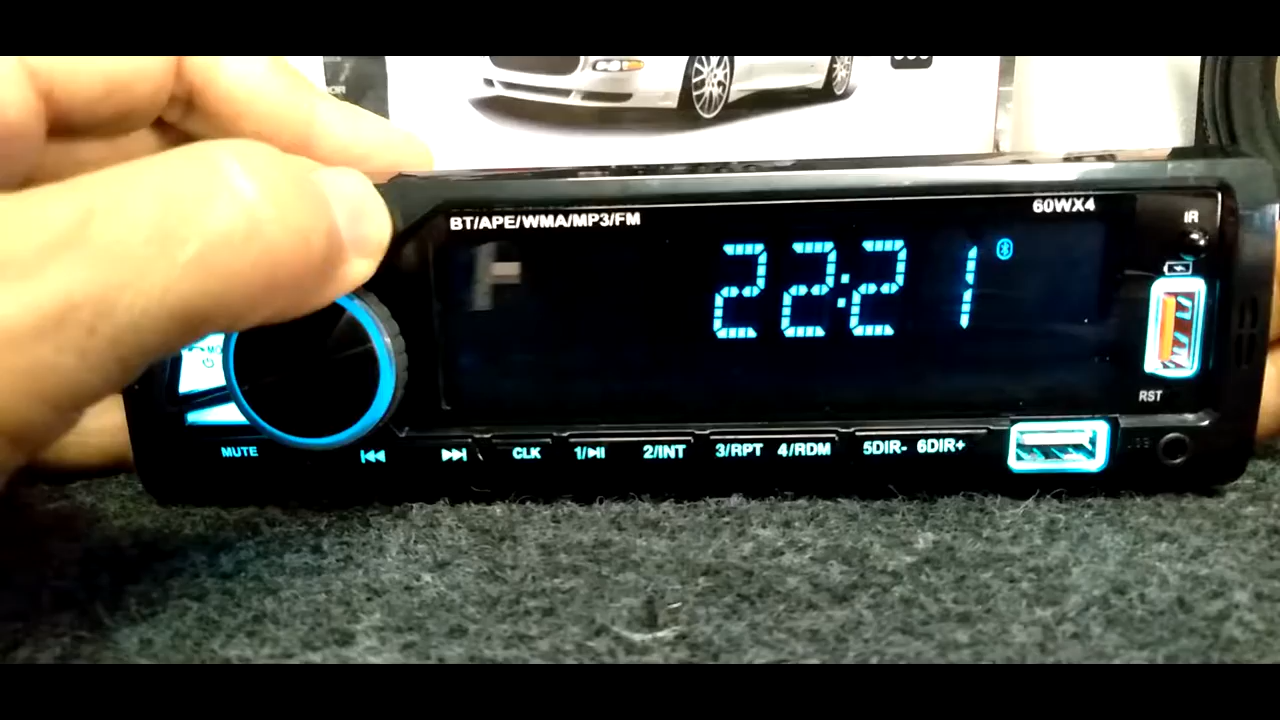 BT/APE/WMA/MP3/FM
60WX4
IR
22:21
RST
MUTE
CLK
1/
2/INT
3/RPT
4/RDM
5DIR-
6DIR+